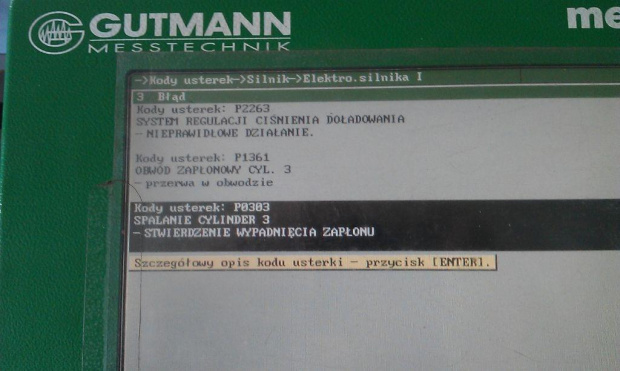 GUTMANN
MESSTECHNIK
me
->Kody usterek->Silnik->Elektro.silnika I
3 Błąd
Kody usterek: P2263
SYSTEM REGULACJI CIŚNIENIA DOŁADOWANIA
- NIEPRAWIDŁOWE DZIAŁANIE.
Kody usterek: P1361
OBWÓD ZAPŁONOWY CYL. 3
- przerwa w obwodzie
Kody usterek: P0303
SPALANIE CYLINDER 3
- STWIERDZENIE WYPADNIĘCIA ZAPŁONU
Szczegółowy opis kodu usterki - przycisk [ENTER].